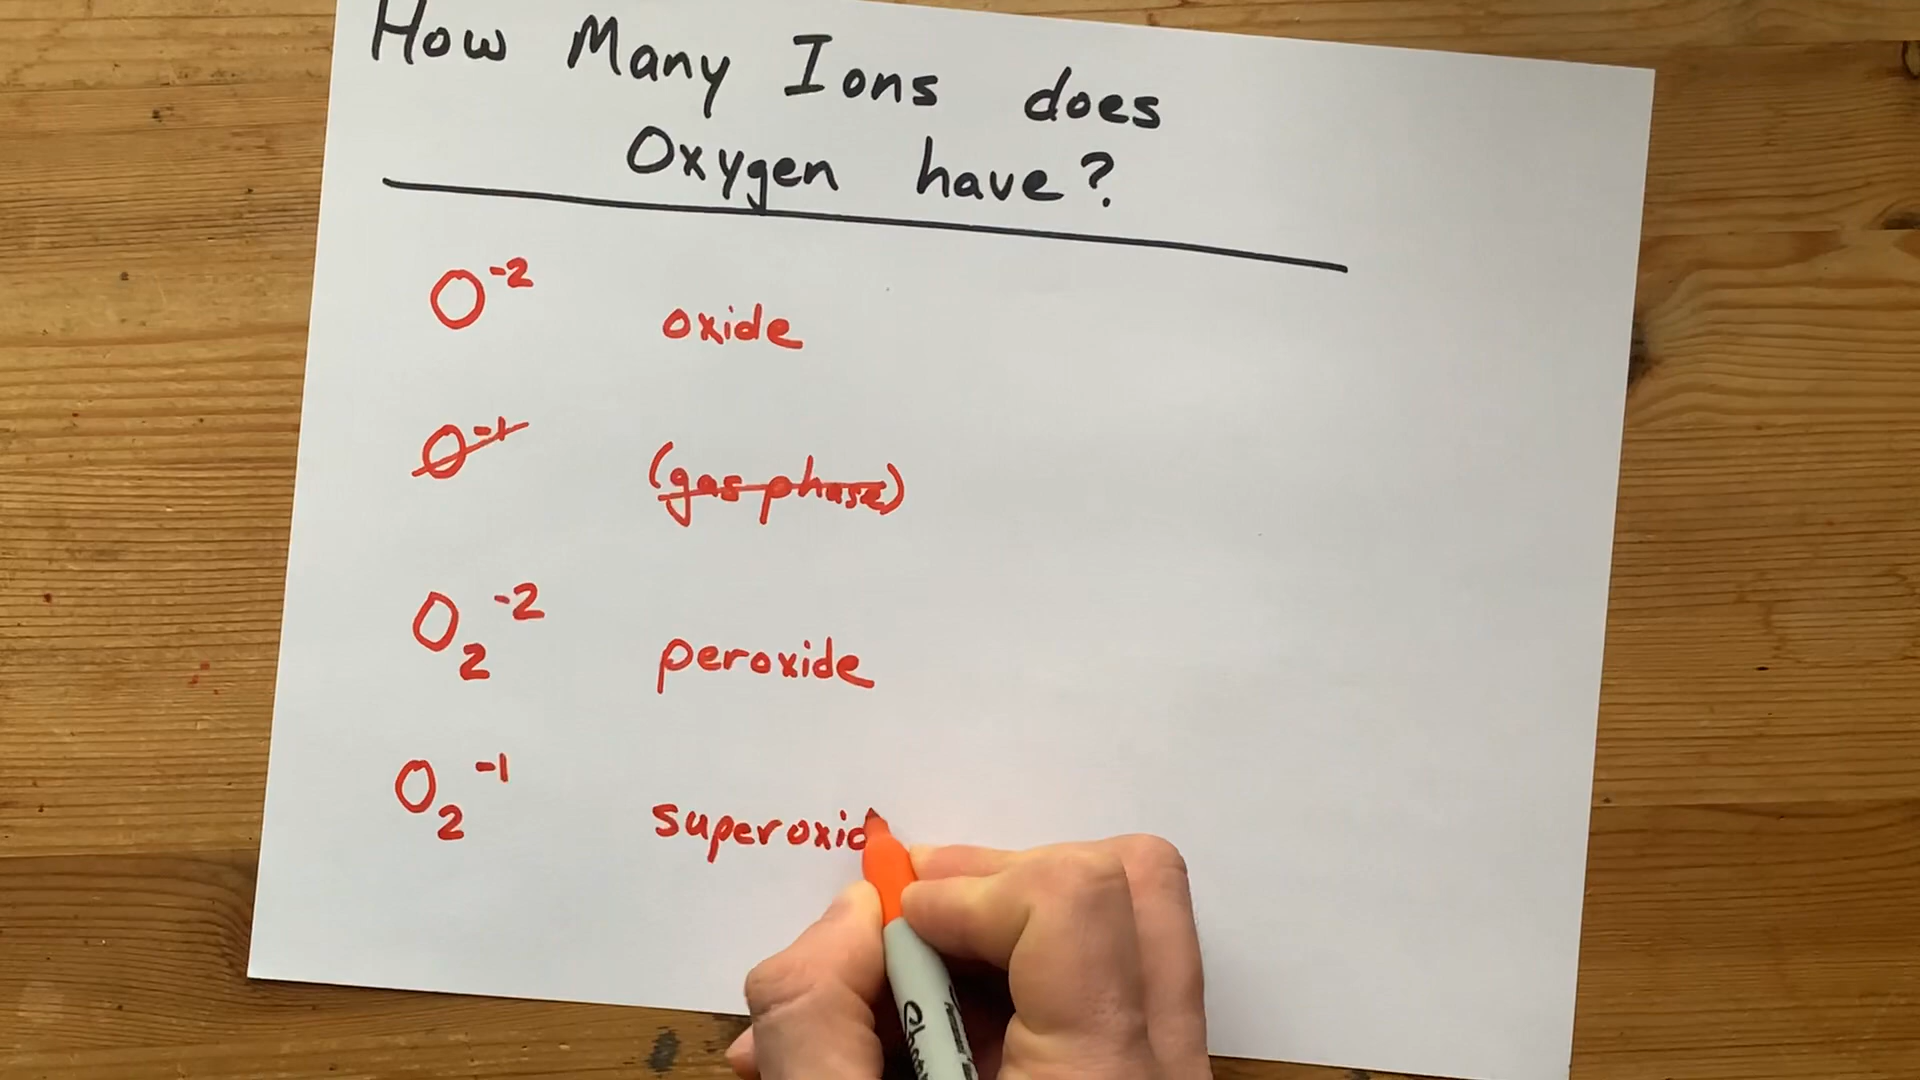 How Many Ions does
Oxygen have?
O⁻² oxide
O⁻¹ (gas phase)
O₂⁻² peroxide
O₂⁻¹ superoxid